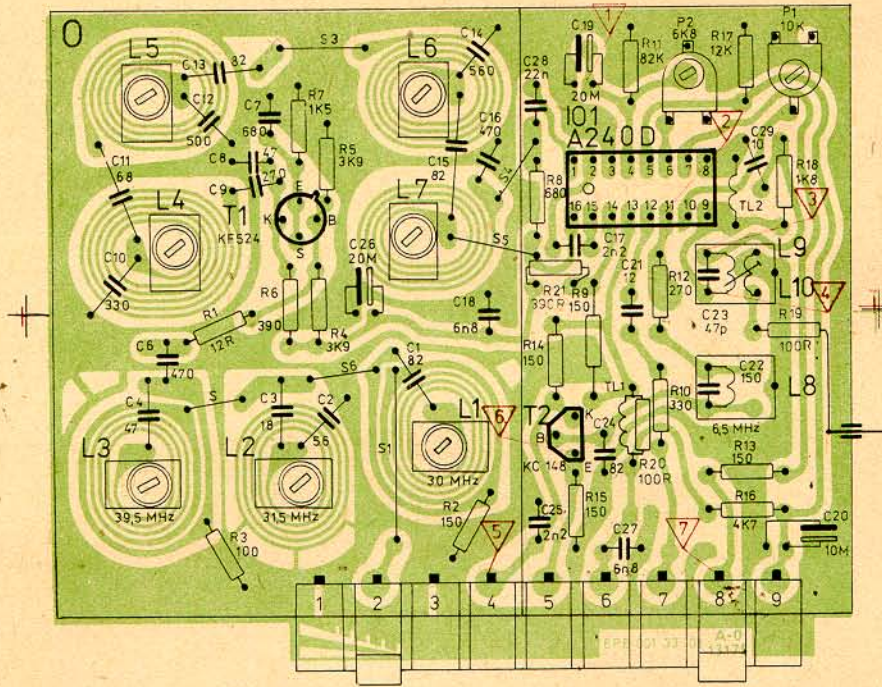 O
L5
C13
82
C12
500
S3
L6
C14
560
C28
22n
C19
20M
1
R11
82K
P2
6K8
R17
12K
P1
10K
C7
680
R7
1K5
C16
470
IO1
A240D
2
C29
10
C11
68
C8
47
C9
270
R5
3K9
C15
82
R8
680
1 2 3 4 5 6 7 8
16 15 14 13 12 11 10 9
R18
1K8
TL2
3
L4
T1
KF524
E
K
B
S
L7
S5
C17
2n2
L9
C10
330
C26
20M
R21
390R
R9
150
C21
12
R12
270
L10
4
R1
12R
R6
390
R4
3K9
C18
6n8
C23
47p
R19
100R
C6
470
S6
C1
82
R14
150
C22
150
L8
C4
47
S
C3
18
C2
56
S1
L1
6
T2
K
B
E
KC 148
TL1
C24
82
R10
330
6,5 MHz
L3
39,5 MHz
L2
31,5 MHz
30 MHz
R20
100R
R13
150
R3
100
R2
150
5
C25
2n2
R15
150
C27
6n8
7
R16
4K7
C20
10M
1 2 3 4 5 6 7 8 9
A-0